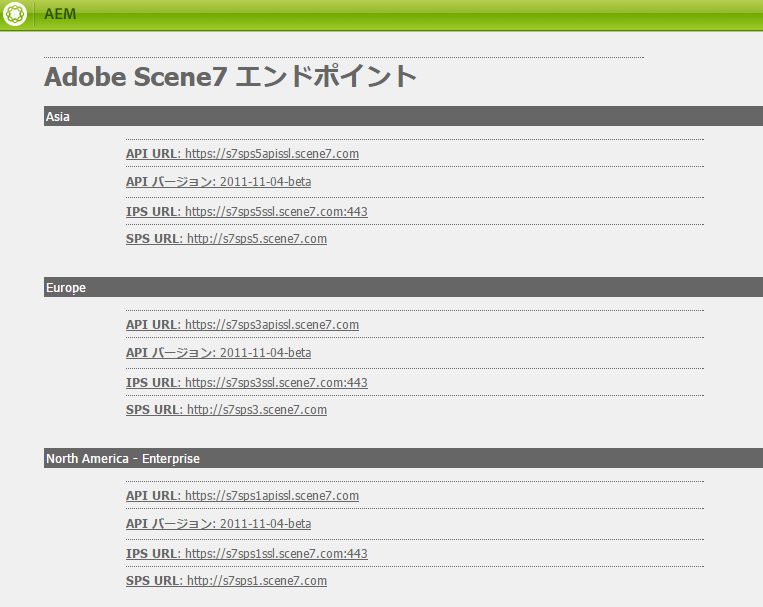 AEM
Adobe Scene7 エンドポイント
Asia
API URL: https://s7sps5apissl.scene7.com
API バージョン: 2011-11-04-beta
IPS URL: https://s7sps5ssl.scene7.com:443
SPS URL: http://s7sps5.scene7.com
Europe
API URL: https://s7sps3apissl.scene7.com
API バージョン: 2011-11-04-beta
IPS URL: https://s7sps3ssl.scene7.com:443
SPS URL: http://s7sps3.scene7.com
North America - Enterprise
API URL: https://s7sps1apissl.scene7.com
API バージョン: 2011-11-04-beta
IPS URL: https://s7sps1ssl.scene7.com:443
SPS URL: http://s7sps1.scene7.com